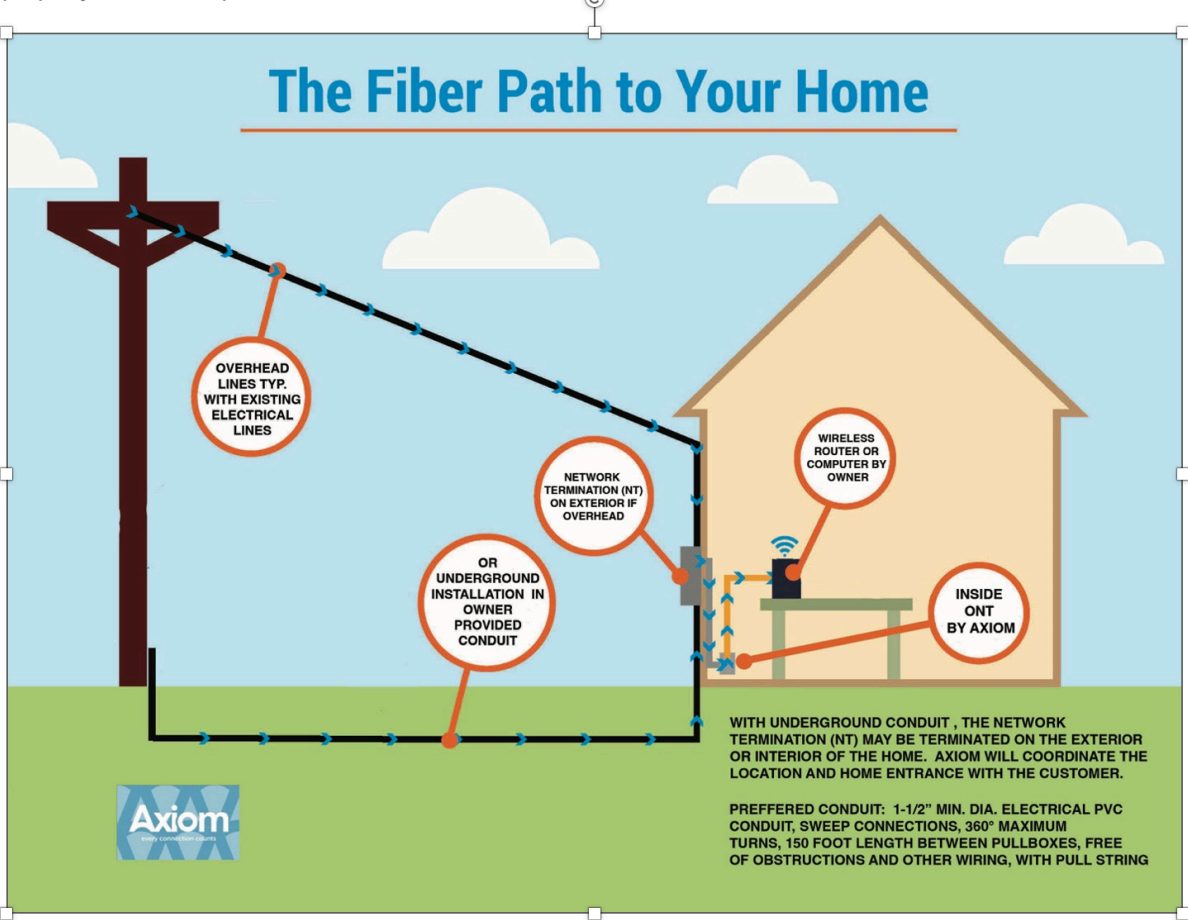 The Fiber Path to Your Home
OVERHEAD
LINES TYP.
WITH EXISTING
ELECTRICAL
LINES
NETWORK
TERMINATION (NT)
ON EXTERIOR IF
OVERHEAD
WIRELESS
ROUTER OR
COMPUTER BY
OWNER
OR
UNDERGROUND
INSTALLATION IN
OWNER
PROVIDED
CONDUIT
INSIDE
ONT
BY AXIOM
WITH UNDERGROUND CONDUIT , THE NETWORK
TERMINATION (NT) MAY BE TERMINATED ON THE EXTERIOR
OR INTERIOR OF THE HOME. AXIOM WILL COORDINATE THE
LOCATION AND HOME ENTRANCE WITH THE CUSTOMER.
PREFFERED CONDUIT: 1-1/2” MIN. DIA. ELECTRICAL PVC
CONDUIT, SWEEP CONNECTIONS, 360° MAXIMUM
TURNS, 150 FOOT LENGTH BETWEEN PULLBOXES, FREE
OF OBSTRUCTIONS AND OTHER WIRING, WITH PULL STRING
Axiom
every connection counts